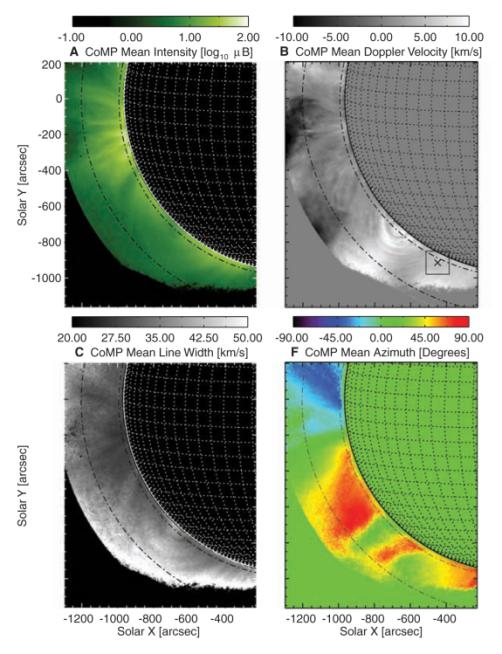 -1.00 0.00 1.00 2.00
A CoMP Mean Intensity [log10 μB]
-10.00 -5.00 0.00 5.00 10.00
B CoMP Mean Doppler Velocity [km/s]
200
0
-200
-400
-600
-800
-1000
Solar Y [arcsec]
20.00 27.50 35.00 42.50 50.00
C CoMP Mean Line Width [km/s]
-90.00 -45.00 0.00 45.00 90.00
F CoMP Mean Azimuth [Degrees]
Solar Y [arcsec]
-1200 -1000 -800 -600 -400
Solar X [arcsec]
-1200 -1000 -800 -600 -400
Solar X [arcsec]